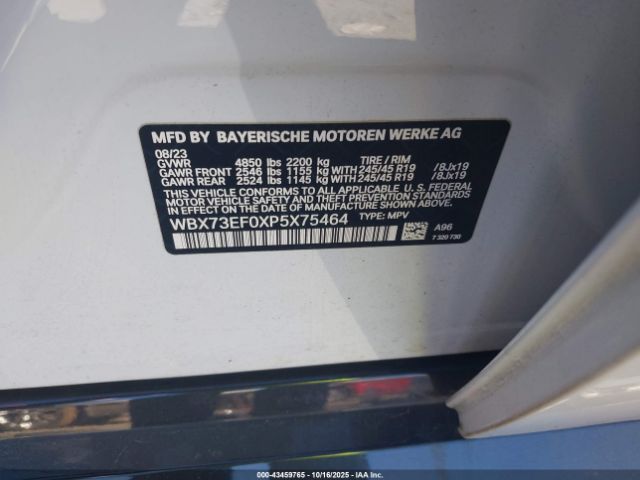 MFD BY BAYERISCHE MOTOREN WERKE AG
08/23
GVWR 4850 lbs 2200 kg TIRE / RIM
GAWR FRONT 2546 lbs 1155 kg WITH 245/45 R19 /8Jx19
GAWR REAR 2524 lbs 1145 kg WITH 245/45 R19 /8Jx19
THIS VEHICLE CONFORMS TO ALL APPLICABLE U. S. FEDERAL
MOTOR VEHICLE SAFETY, BUMPER, AND THEFT PREVENTION
STANDARDS IN EFFECT ON THE DATE OF MANUFACTURE SHOWN ABOVE.
WBX73EF0XP5X75464 TYPE: MPV
A96
7 320 730
© IAA - 43459765 - 10/16/2025 - PUBLIC